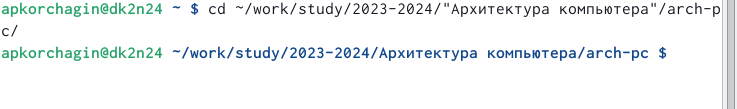 apkorchagin@dk2n24 ~ $ cd ~/work/study/2023-2024/"Архитектура компьютера"/arch-p
c/
apkorchagin@dk2n24 ~/work/study/2023-2024/Архитектура компьютера/arch-pc $